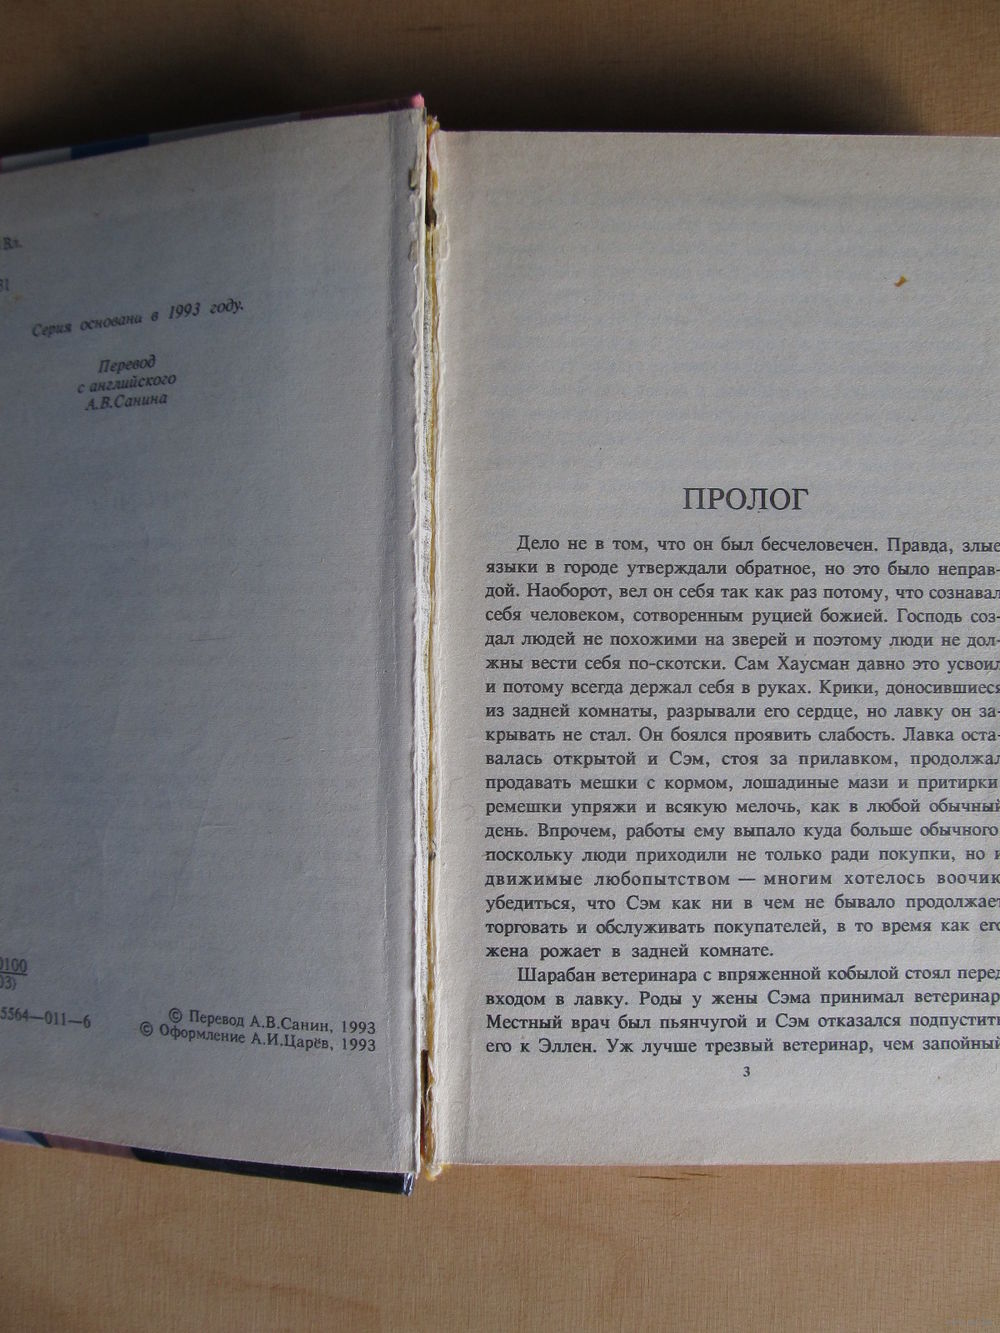 Вл.
81
Серия основана в 1993 году.
Перевод
с английского
А.В.Санина
0100
03)
5564—011—6
© Перевод А.В.Санин, 1993
© Оформление А.И.Царёв, 1993
ПРОЛОГ
Дело не в том, что он был бесчеловечен. Правда, злые
языки в городе утверждали обратное, но это было неправ-
дой. Наоборот, вел он себя так как раз потому, что сознавал
себя человеком, сотворенным руцией божией. Господь соз-
дал людей не похожими на зверей и поэтому люди не дол-
жны вести себя по-скотски. Сам Хаусман давно это усвоил
и потому всегда держал себя в руках. Крики, доносившиеся
из задней комнаты, разрывали его сердце, но лавку он за-
крывать не стал. Он боялся проявить слабость. Лавка оста-
валась открытой и Сэм, стоя за прилавком, продолжал
продавать мешки с кормом, лошадиные мази и притирки
ремешки упряжи и всякую мелочь, как в любой обычный
день. Впрочем, работы ему выпало куда больше обычного
поскольку люди приходили не только ради покупки, но и
движимые любопытством — многим хотелось воочию
убедиться, что Сэм как ни в чем не бывало продолжает
торговать и обслуживать покупателей, в то время как его
жена рожает в задней комнате.
Шарабан ветеринара с впряженной кобылой стоял перед
входом в лавку. Роды у жены Сэма принимал ветеринар
Местный врач был пьянчугой и Сэм отказался подпустить
его к Эллен. Уж лучше трезвый ветеринар, чем запойный
3